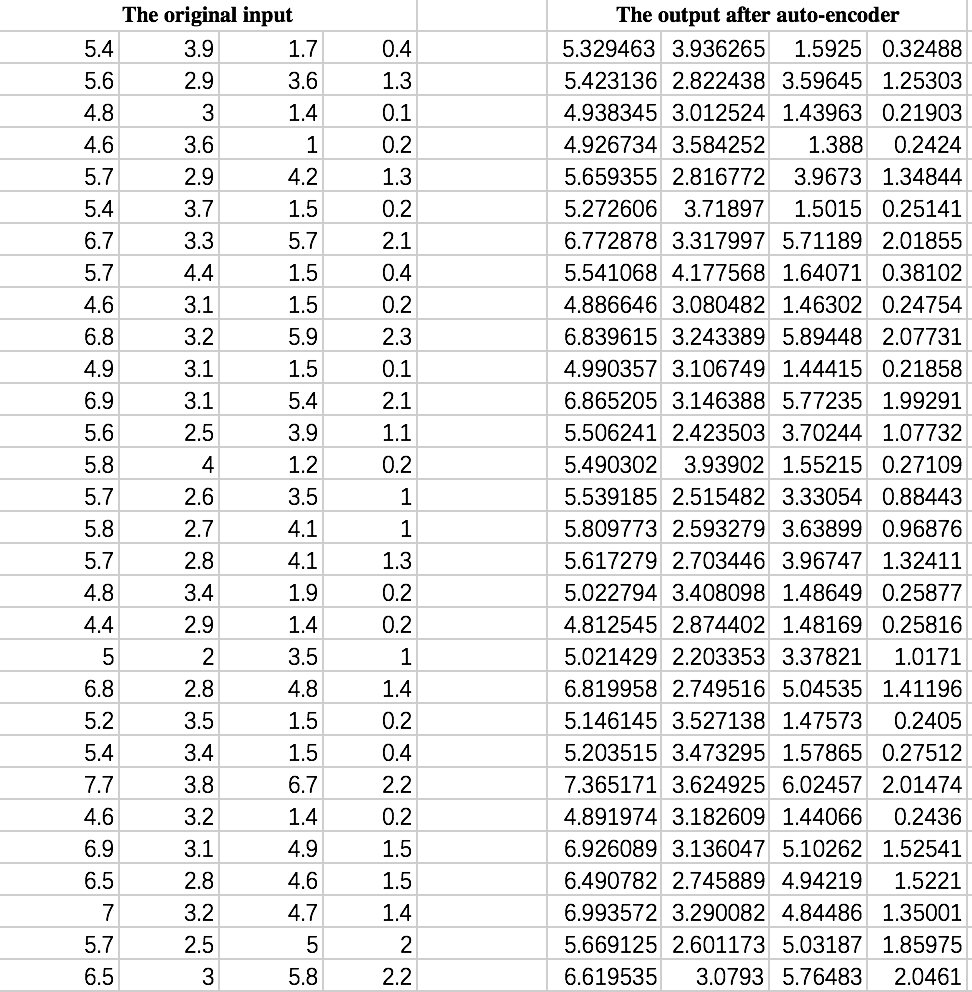 The original input The output after auto-encoder
5.4 3.9 1.7 0.4 5.329463 3.936265 1.5925 0.32488
5.6 2.9 3.6 1.3 5.423136 2.822438 3.59645 1.25303
4.8 3 1.4 0.1 4.938345 3.012524 1.43963 0.21903
4.6 3.6 1 0.2 4.926734 3.584252 1.388 0.2424
5.7 2.9 4.2 1.3 5.659355 2.816772 3.9673 1.34844
5.4 3.7 1.5 0.2 5.272606 3.71897 1.5015 0.25141
6.7 3.3 5.7 2.1 6.772878 3.317997 5.71189 2.01855
5.7 4.4 1.5 0.4 5.541068 4.177568 1.64071 0.38102
4.6 3.1 1.5 0.2 4.886646 3.080482 1.46302 0.24754
6.8 3.2 5.9 2.3 6.839615 3.243389 5.89448 2.07731
4.9 3.1 1.5 0.1 4.990357 3.106749 1.44415 0.21858
6.9 3.1 5.4 2.1 6.865205 3.146388 5.77235 1.99291
5.6 2.5 3.9 1.1 5.506241 2.423503 3.70244 1.07732
5.8 4 1.2 0.2 5.490302 3.93902 1.55215 0.27109
5.7 2.6 3.5 1 5.539185 2.515482 3.33054 0.88443
5.8 2.7 4.1 1 5.809773 2.593279 3.63899 0.96876
5.7 2.8 4.1 1.3 5.617279 2.703446 3.96747 1.32411
4.8 3.4 1.9 0.2 5.022794 3.408098 1.48649 0.25877
4.4 2.9 1.4 0.2 4.812545 2.874402 1.48169 0.25816
5 2 3.5 1 5.021429 2.203353 3.37821 1.0171
6.8 2.8 4.8 1.4 6.819958 2.749516 5.04535 1.41196
5.2 3.5 1.5 0.2 5.146145 3.527138 1.47573 0.2405
5.4 3.4 1.5 0.4 5.203515 3.473295 1.57865 0.27512
7.7 3.8 6.7 2.2 7.365171 3.624925 6.02457 2.01474
4.6 3.2 1.4 0.2 4.891974 3.182609 1.44066 0.2436
6.9 3.1 4.9 1.5 6.926089 3.136047 5.10262 1.52541
6.5 2.8 4.6 1.5 6.490782 2.745889 4.94219 1.5221
7 3.2 4.7 1.4 6.993572 3.290082 4.84486 1.35001
5.7 2.5 5 2 5.669125 2.601173 5.03187 1.85975
6.5 3 5.8 2.2 6.619535 3.0793 5.76483 2.0461